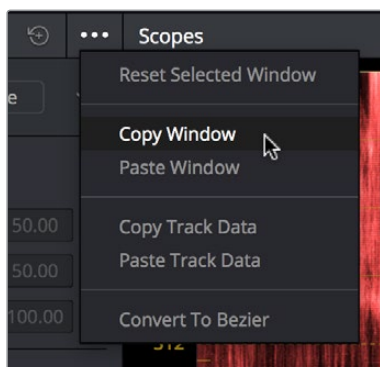 ••• Scopes
Reset Selected Window
e
Copy Window
Paste Window
50.00
Copy Track Data
50.00
Paste Track Data
100.00
Convert To Bezier
512